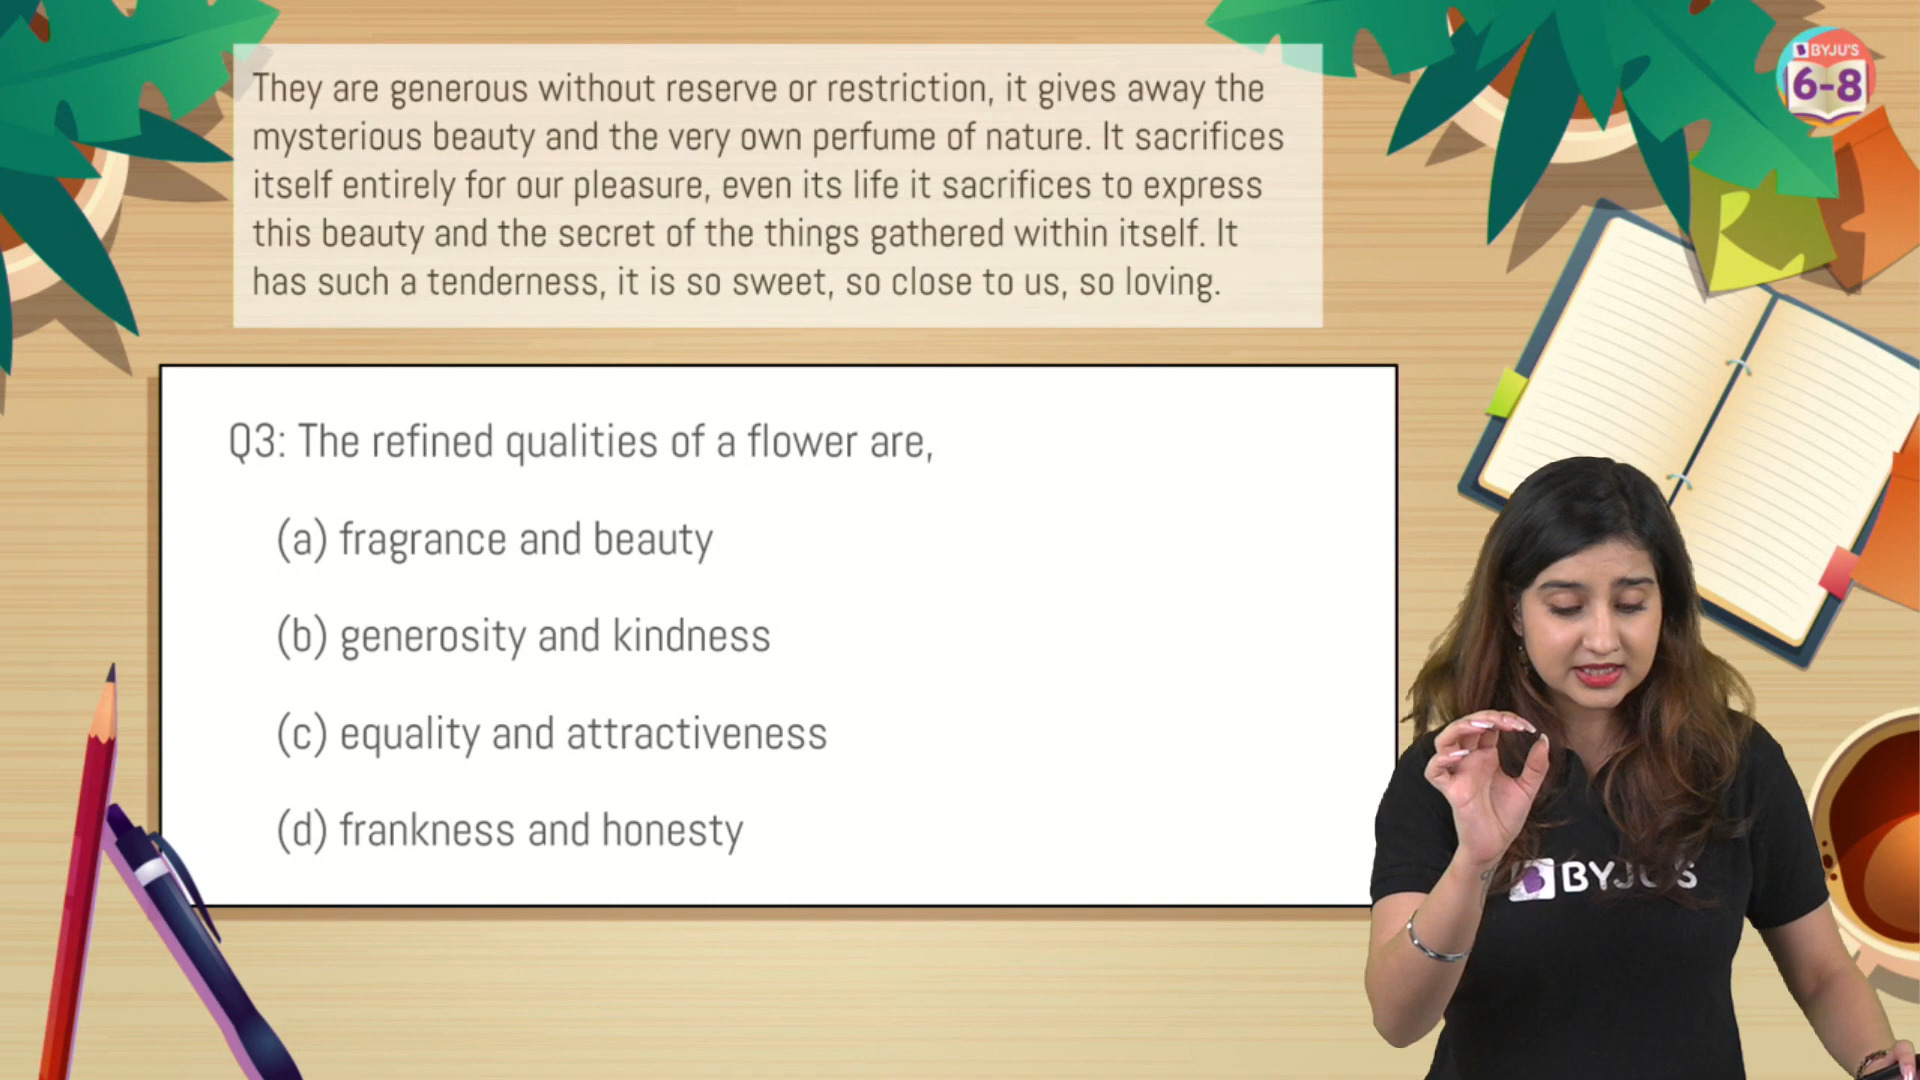 They are generous without reserve or restriction, it gives away the
mysterious beauty and the very own perfume of nature. It sacrifices
itself entirely for our pleasure, even its life it sacrifices to express
this beauty and the secret of the things gathered within itself. It
has such a tenderness, it is so sweet, so close to us, so loving.
BYJU'S
6-8
Q3: The refined qualities of a flower are,
(a) fragrance and beauty
(b) generosity and kindness
(c) equality and attractiveness
(d) frankness and honesty
BYJU'S